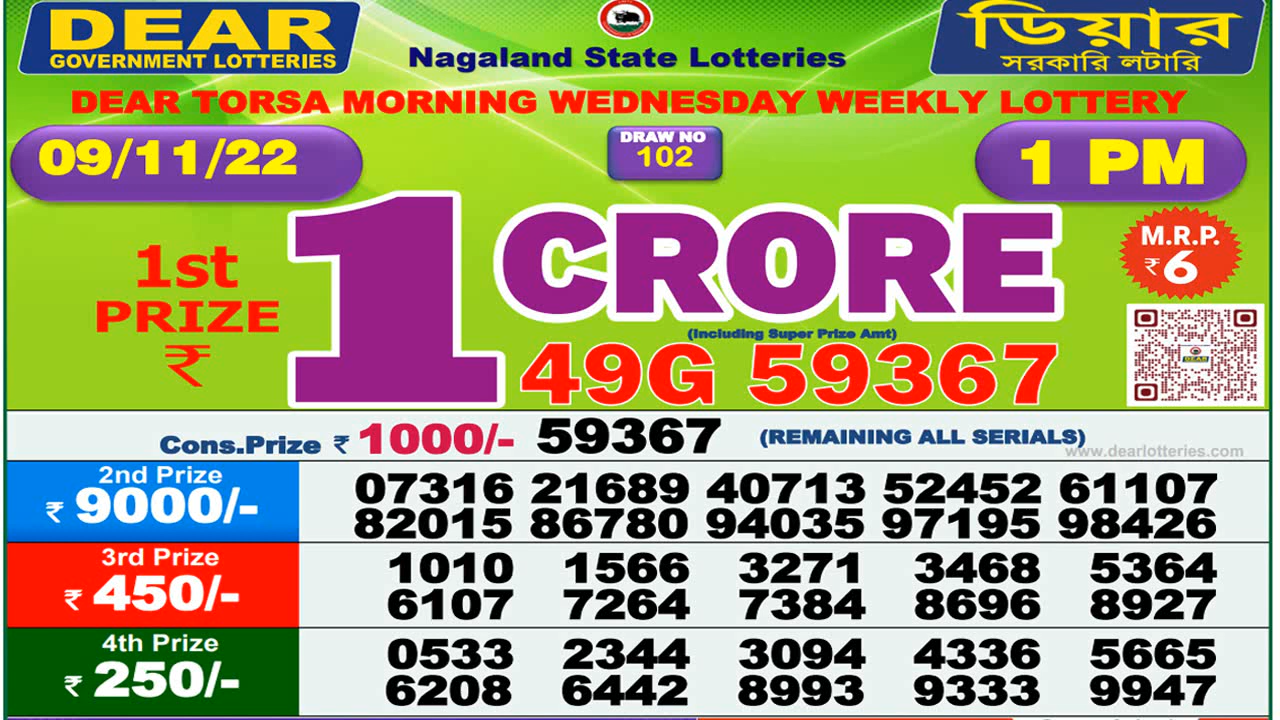 DEAR
GOVERNMENT LOTTERIES
Nagaland State Lotteries
ডিয়ার
সরকারি লটারি
DEAR TORSA MORNING WEDNESDAY WEEKLY LOTTERY
09/11/22
DRAW NO
102
1 PM
1st
PRIZE
₹
1 CRORE
(Including Super Prize Amt)
49G 59367
M.R.P.
₹ 6
DEAR
Cons.Prize ₹ 1000/- 59367 (REMAINING ALL SERIALS)
www.dearlotteries.com
2nd Prize
₹ 9000/-
07316 21689 40713 52452 61107
82015 86780 94035 97195 98426
3rd Prize
₹ 450/-
1010 1566 3271 3468 5364
6107 7264 7384 8696 8927
4th Prize
₹ 250/-
0533 2344 3094 4336 5665
6208 6442 8993 9333 9947